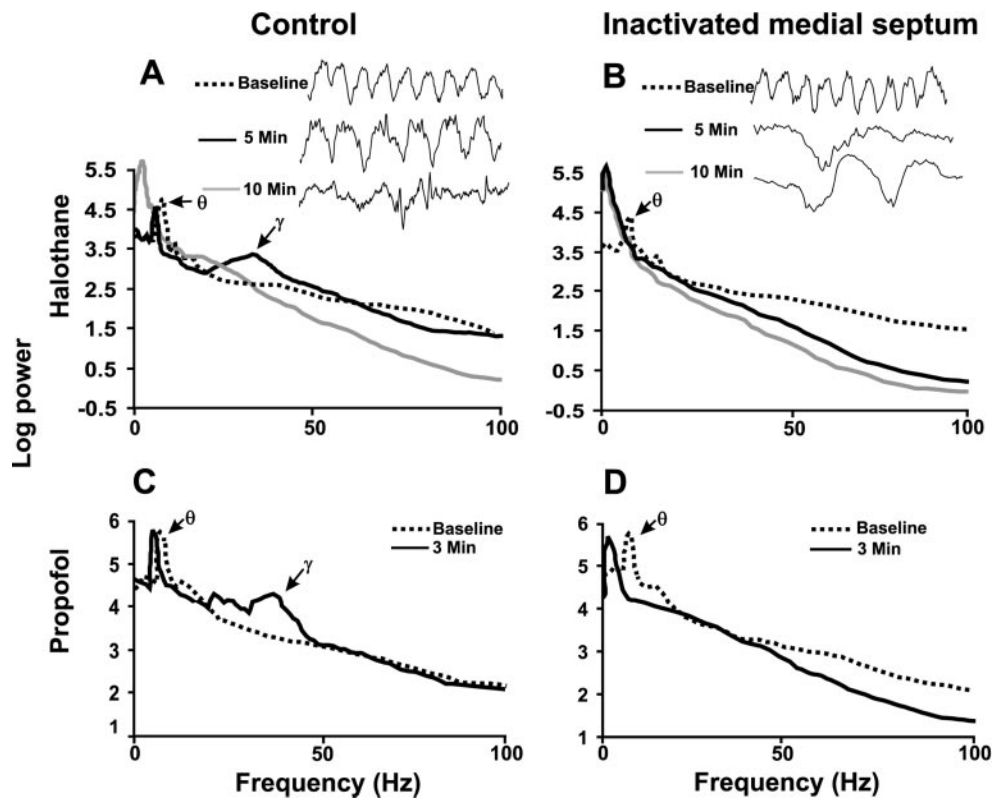 Control
Inactivated medial septum
A
Baseline
5 Min
10 Min
θ
γ
5.5
4.5
3.5
2.5
1.5
-0.5
0
50
100
Halothane
B
Baseline
5 Min
10 Min
θ
5.5
4.5
3.5
2.5
1.5
-0.5
0
50
100
Log power
C
Baseline
3 Min
θ
γ
6
5
4
3
2
1
0
50
100
Propofol
Frequency (Hz)
D
Baseline
3 Min
θ
6
5
4
3
2
1
0
50
100
Frequency (Hz)